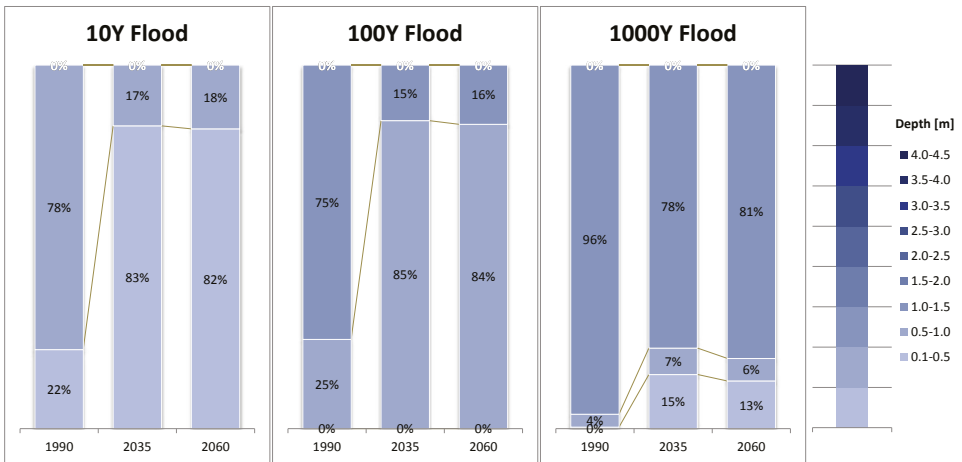 10Y Flood
0% 0% 0%
17% 18%
78%
83% 82%
22%
1990 2035 2060
100Y Flood
0% 0% 0%
15% 16%
75%
85% 84%
25%
0% 0% 0%
1990 2035 2060
1000Y Flood
0% 0% 0%
96% 78% 81%
7% 6%
4%
15% 13%
0%
1990 2035 2060
Depth [m]
4.0-4.5
3.5-4.0
3.0-3.5
2.5-3.0
2.0-2.5
1.5-2.0
1.0-1.5
0.5-1.0
0.1-0.5